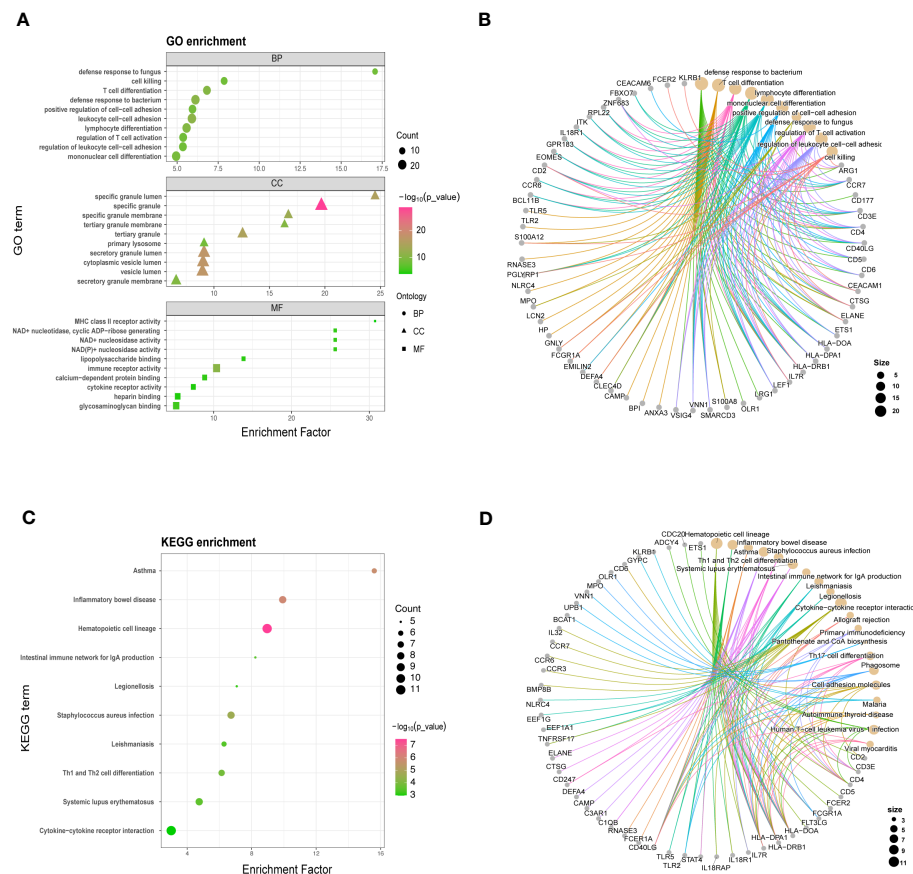 A
GO enrichment
BP
defense response to fungus
cell killing
T cell differentiation
defense response to bacterium
positive regulation of cell−cell adhesion
leukocyte cell−cell adhesion
lymphocyte differentiation
regulation of T cell activation
regulation of leukocyte cell−cell adhesion
mononuclear cell differentiation
5.0 7.5 10.0 12.5 15.0 17.5
CC
specific granule lumen
specific granule
specific granule membrane
tertiary granule membrane
tertiary granule
primary lysosome
secretory granule lumen
cytoplasmic vesicle lumen
vesicle lumen
secretory granule membrane
10 15 20 25
MF
MHC class II receptor activity
NAD+ nucleotidase, cyclic ADP−ribose generating
NAD+ nucleosidase activity
NAD(P)+ nucleosidase activity
lipopolysaccharide binding
immune receptor activity
calcium−dependent protein binding
cytokine receptor activity
heparin binding
glycosaminoglycan binding
10 20 30
Enrichment Factor
GO term
Count
10
20
−log10(p_value)
20
10
Ontology
BP
CC
MF
B
defense response to bacterium
T cell differentiation
lymphocyte differentiation
mononuclear cell differentiation
positive regulation of cell−cell adhesion
defense response to fungus
regulation of T cell activation
regulation of leukocyte cell−cell adhesic
cell killing
ARG1
CCR7
CD177
CD3E
CD4
CD40LG
CD5
CD6
CEACAM1
CTSG
ELANE
ETS1
HLA−DOA
HLA−DPA1
HLA−DRB1
IL7R
LEF1
LRG1
OLR1
S100A8
SMARCD3
VNN1
VSIG4
ANXA3
BPI
CAMP
CLEC4D
DEFA4
EMILIN2
FCGR1A
GNLY
HP
LCN2
MPO
NLRC4
PGLYRP1
RNASE3
S100A12
TLR2
TLR5
BCL11B
CCR6
CD2
EOMES
GPR183
IL18R1
ITK
RPL22
ZNF683
FBXO7
CEACAM6
FCER2
KLRB1
Size
5
10
15
20
C
KEGG enrichment
Asthma
Inflammatory bowel disease
Hematopoietic cell lineage
Intestinal immune network for IgA production
Legionellosis
Staphylococcus aureus infection
Leishmaniasis
Th1 and Th2 cell differentiation
Systemic lupus erythematosus
Cytokine−cytokine receptor interaction
4 8 12 16
Enrichment Factor
KEGG term
Count
5
6
7
8
9
10
11
−log10(p_value)
7
6
5
4
3
D
Hematopoietic cell lineage
Inflammatory bowel disease
Asthma
Staphylococcus aureus infection
Th1 and Th2 cell differentiation
Systemic lupus erythematosus
Intestinal immune network for IgA production
Leishmaniasis
Legionellosis
Cytokine−cytokine receptor interactic
Allograft rejection
Primary immunodeficiency
Pantothenate and CoA biosynthesis
Th17 cell differentiation
Phagosome
Cell adhesion molecules
Malaria
Autoimmune thyroid disease
Human T−cell leukemia virus 1 infection
Viral myocarditis
CD2
CD3E
CD4
CD5
FCER2
FCGR1A
FLT3LG
HLA−DOA
HLA−DPA1
HLA−DRB1
IL7R
IL18R1
IL18RAP
STAT4
TLR2
TLR5
CD40LG
FCER1A
RNASE3
C1QB
C3AR1
CAMP
DEFA4
CD247
CTSG
ELANE
TNFRSF17
EEF1A1
EEF1G
NLRC4
BMP8B
CCR3
CCR6
CCR7
IL32
BCAT1
UPB1
VNN1
MPO
OLR1
CD6
GYPC
KLRB1
ADCY4
CDC20
ETS1
size
3
5
7
9
11